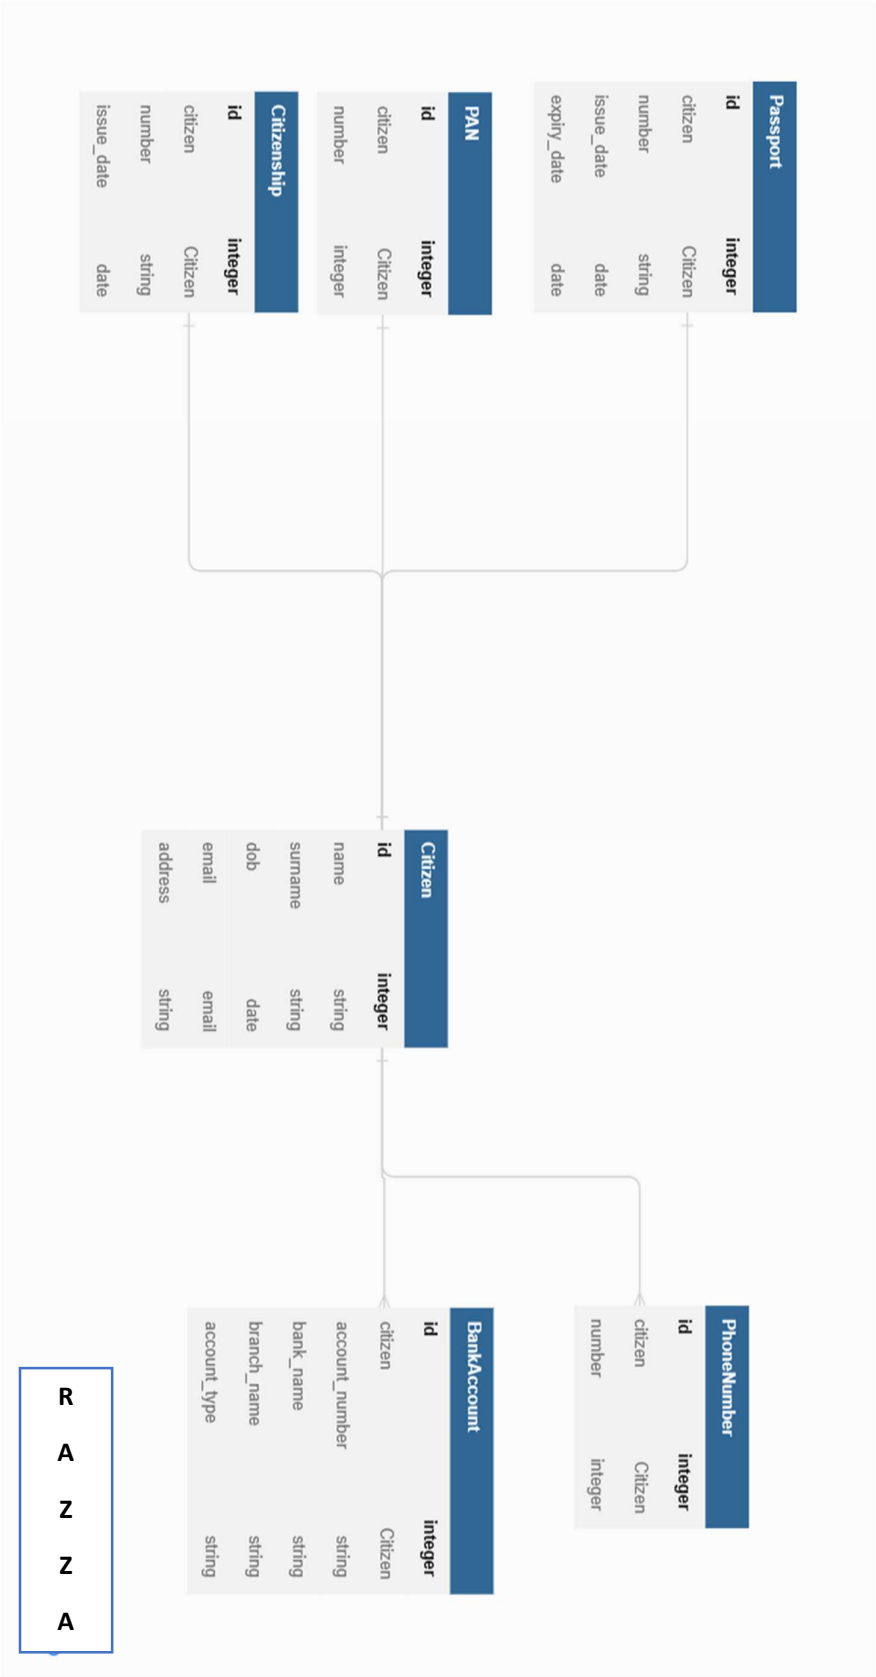 Passport
id integer
citizen Citizen
number string
issue_date date
expiry_date date
PAN
id integer
citizen Citizen
number integer
Citizenship
id integer
citizen Citizen
number string
issue_date date
Citizen
id integer
name string
surname string
dob date
email email
address string
PhoneNumber
id integer
citizen Citizen
number integer
BankAccount
id integer
citizen Citizen
account_number string
bank_name string
branch_name string
account_type string
R
A
Z
Z
A